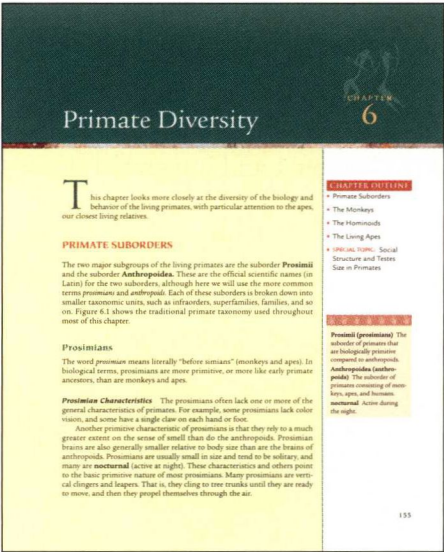 CHAPTER
6
Primate Diversity
This chapter looks more closely at the diversity of the biology and
behavior of the living primates, with particular attention to the apes,
our closest living relatives.
PRIMATE SUBORDERS
The two major subgroups of the living primates are the suborder Prosimii
and the suborder Anthropoidea. These are the official scientific names (in
Latin) for the two suborders, although here we will use the more common
terms prosimians and anthropoids. Each of these suborders is broken down into
smaller taxonomic units, such as infraorders, superfamilies, families, and so
on. Figure 6.1 shows the traditional primate taxonomy used throughout
most of this chapter.
Prosimians
The word prosimian means literally "before simians" (monkeys and apes). In
biological terms, prosimians are more primitive, or more like early primate
ancestors, than are monkeys and apes.
Prosimian Characteristics The prosimians often lack one or more of the
general characteristics of primates. For example, some prosimians lack color
vision, and some have a single claw on each hand or foot.
Another primitive characteristic of prosimians is that they rely to a much
greater extent on the sense of smell than do the anthropoids. Prosimian
brains are also generally smaller relative to body size than are the brains of
anthropoids. Prosimians are usually small in size and tend to be solitary, and
many are nocturnal (active at night). These characteristics and others point
to the basic primitive nature of most prosimians. Many prosimians are verti-
cal clingers and leapers. That is, they cling to tree trunks until they are ready
to move, and then they propel themselves through the air.
CHAPTER OUTLINE
• Primate Suborders
• The Monkeys
• The Hominoids
• The Living Apes
• SPECIAL TOPIC: Social
Structure and Testes
Size in Primates
Prosimii (prosimians) The
suborder of primates that
are biologically primitive
compared to anthropoids.
Anthropoidea (anthro-
poids) The suborder of
primates consisting of mon-
keys, apes, and humans.
nocturnal Active during
the night.
155